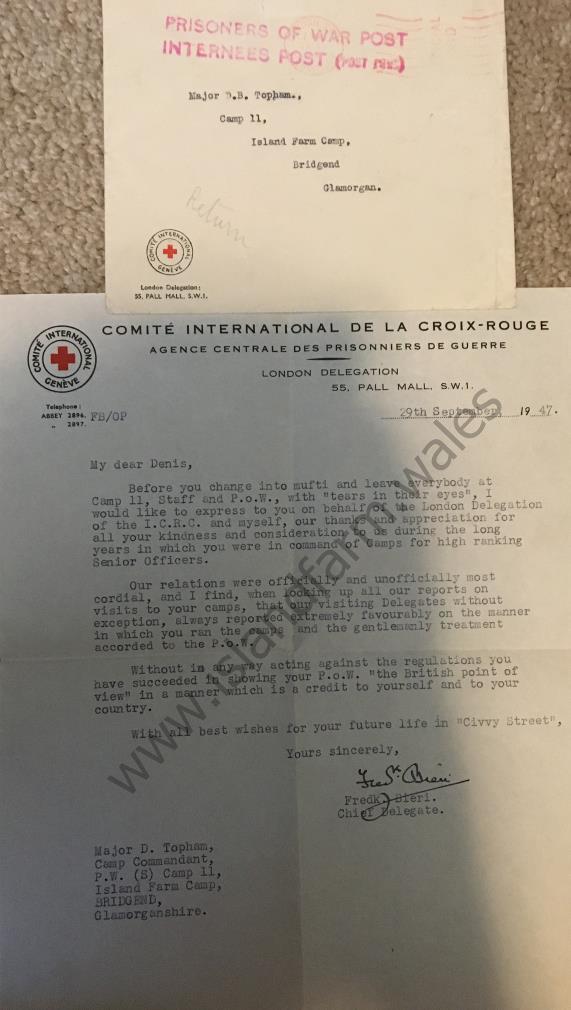 PRISONERS OF WAR POST
INTERNEES POST (POST FREE)
Major D.B. Topham.,
Camp 11,
Island Farm Camp,
Bridgend
Glamorgan.
Return
COMITÉ INTERNATIONAL
GENÈVE
London Delegation:
55, PALL MALL, S.W.1.
COMITÉ INTERNATIONAL
GENÈVE
COMITÉ INTERNATIONAL DE LA CROIX-ROUGE
AGENCE CENTRALE DES PRISONNIERS DE GUERRE
LONDON DELEGATION
55, PALL MALL, S.W.1.
Telephone:
ABBEY 2896. FB/OP
" 2897.
29th September, 1947.
My dear Denis,
Before you change into mufti and leave everybody at
Camp 11, Staff and P.o.W., with "tears in their eyes", I
would like to express to you on behalf of the London Delegation
of the I.C.R.C. and myself, our thanks and appreciation for
all your kindness and consideration to us during the long
years in which you were in command of Camps for high ranking
Senior Officers.
Our relations were officially and unofficially most
cordial, and I find, when looking up all our reports on
visits to your camps, that our visiting Delegates without
exception, always reported extremely favourably on the manner
in which you ran the camps and the gentlemanly treatment
accorded to the P.o.W.
Without in any way acting against the regulations you
have succeeded in showing your P.o.W. "the British point of
view" in a manner which is a credit to yourself and to your
country.
With all best wishes for your future life in "Civvy Street",
Yours sincerely,
Fredk Bieri
Fredk. Bieri.
Chief Delegate.
Major D. Topham,
Camp Commandant,
P.W. (S) Camp 11,
Island Farm Camp,
BRIDGEND,
Glamorganshire.
www.islandfarm.wales